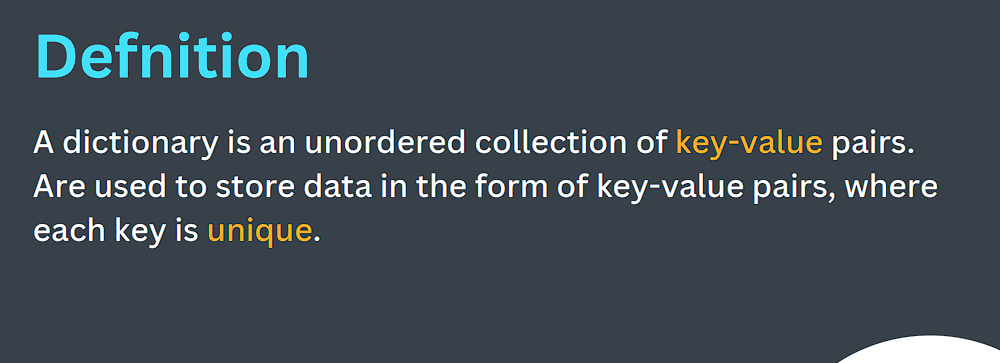 Defnition
A dictionary is an unordered collection of key-value pairs.
Are used to store data in the form of key-value pairs, where
each key is unique.